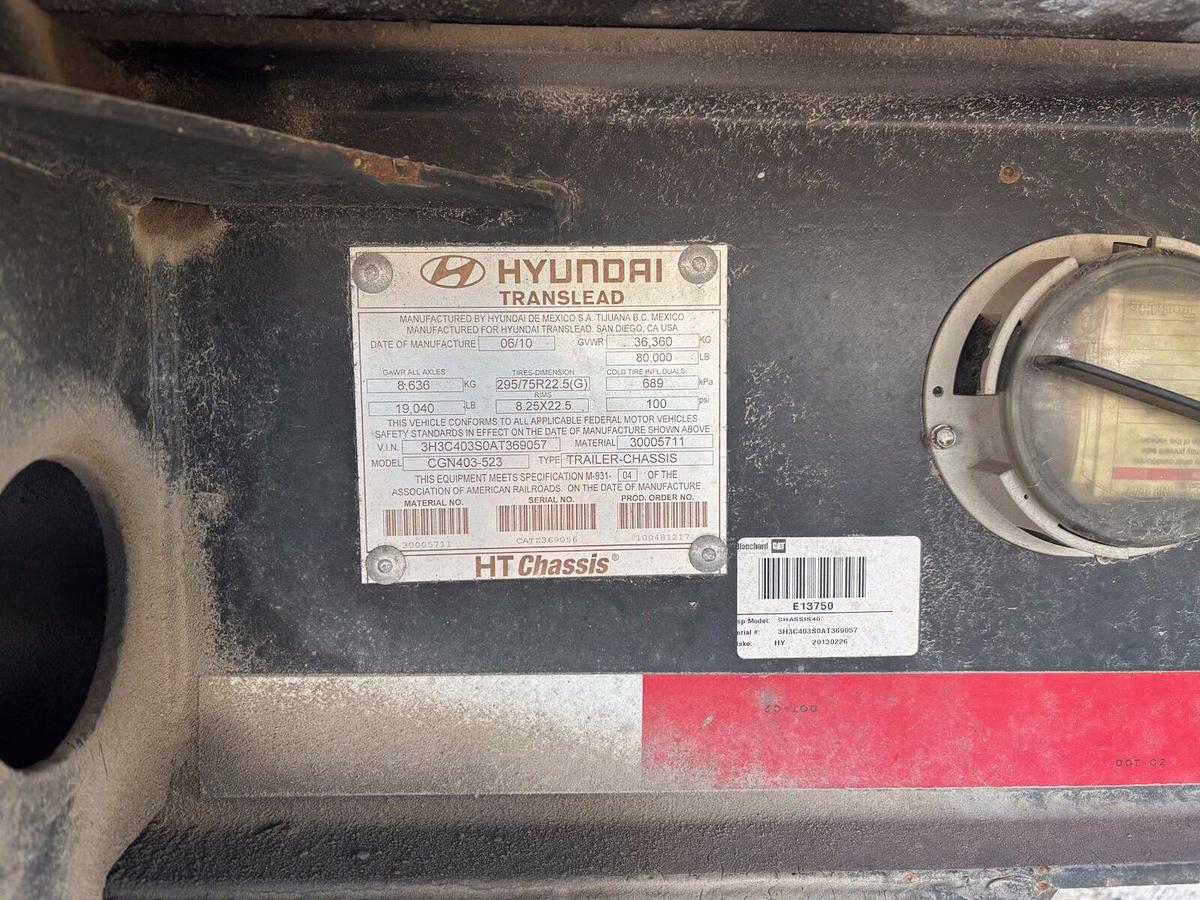 HYUNDAI
TRANSLEAD
MANUFACTURED BY HYUNDAI DE MEXICO S.A. TIJUANA B.C. MEXICO
MANUFACTURED FOR HYUNDAI TRANSLEAD. SAN DIEGO, CA USA
DATE OF MANUFACTURE 06/10 GVWR 36,360 KG
80,000 LB
GAWR ALL AXLES TIRES-DIMENSION COLD TIRE INFL DUALS
8,636 KG 295/75R22.5(G) 689 kPa
RIMS
19,040 LB 8.25X22.5 100 psi
THIS VEHICLE CONFORMS TO ALL APPLICABLE FEDERAL MOTOR VEHICLES
SAFETY STANDARDS IN EFFECT ON THE DATE OF MANUFACTURE SHOWN ABOVE
V.I.N. 3H3C403S0AT369057 MATERIAL 30005711
MODEL CGN403-523 TYPE TRAILER-CHASSIS
THIS EQUIPMENT MEETS SPECIFICATION M-931- 04 OF THE
ASSOCIATION OF AMERICAN RAILROADS. ON THE DATE OF MANUFACTURE
MATERIAL NO. SERIAL NO. PROD. ORDER NO.
30005711 CATZ369056 100481217
HT Chassis®
Blanchard CAT
E13750
sp Model: CHASSIS40'
erial #: 3H3C403S0AT369057
ake: HY 20130226
DOT-C2
DOT-C2